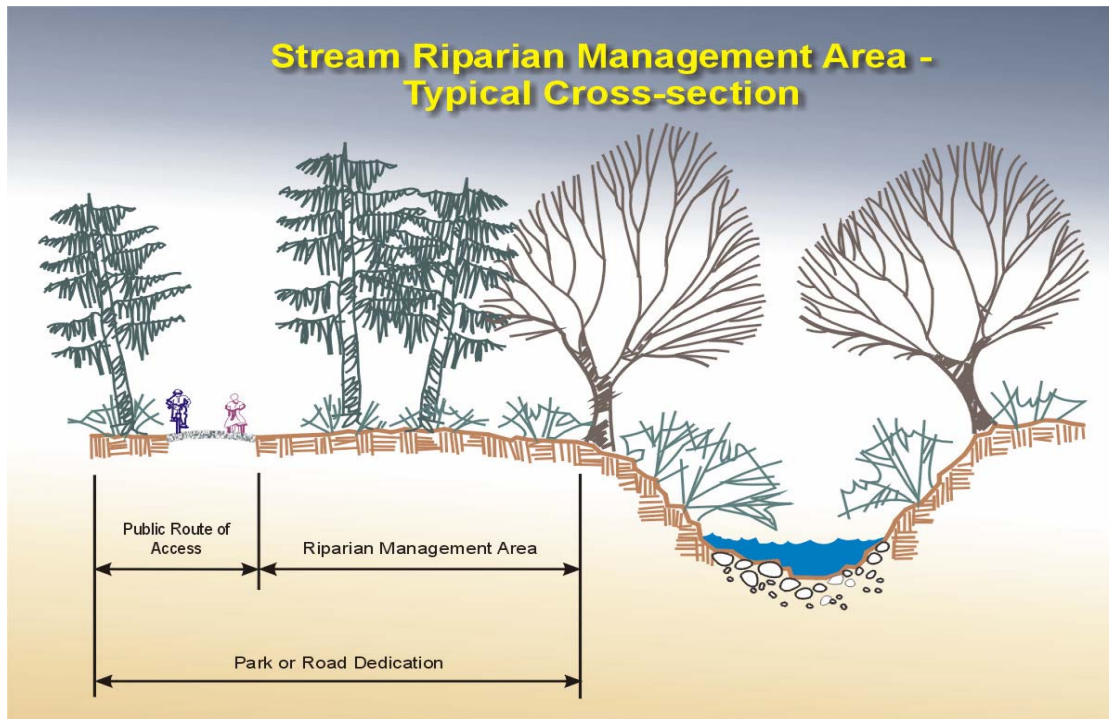 Stream Riparian Management Area -
Typical Cross-section
Public Route of
Access
Riparian Management Area
Park or Road Dedication